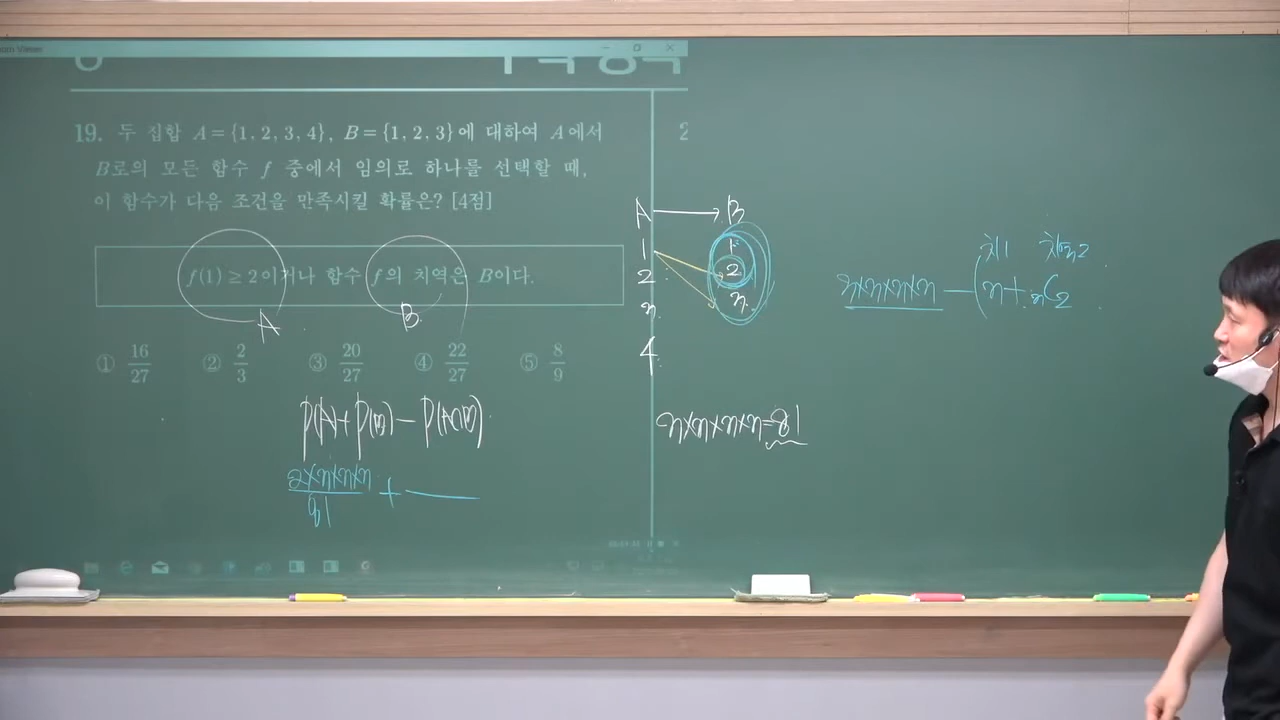 19. 두 집합 A={1, 2, 3, 4}, B={1, 2, 3}에 대하여 A에서
B로의 모든 함수 f 중에서 임의로 하나를 선택할 때,
이 함수가 다음 조건을 만족시킬 확률은? [4점]
f(1) ≥ 2이거나 함수 f의 치역은 B이다.
A
B
① 16/27 ② 2/3 ③ 20/27 ④ 22/27 ⑤ 8/9
P(A)+P(B)-P(A∩B)
2×3×3×3/81 +
A → B
1 1
2 2
3 3
4
3×3×3×3=81
치1 치역2
3×3×3×3-(3+3C2
2